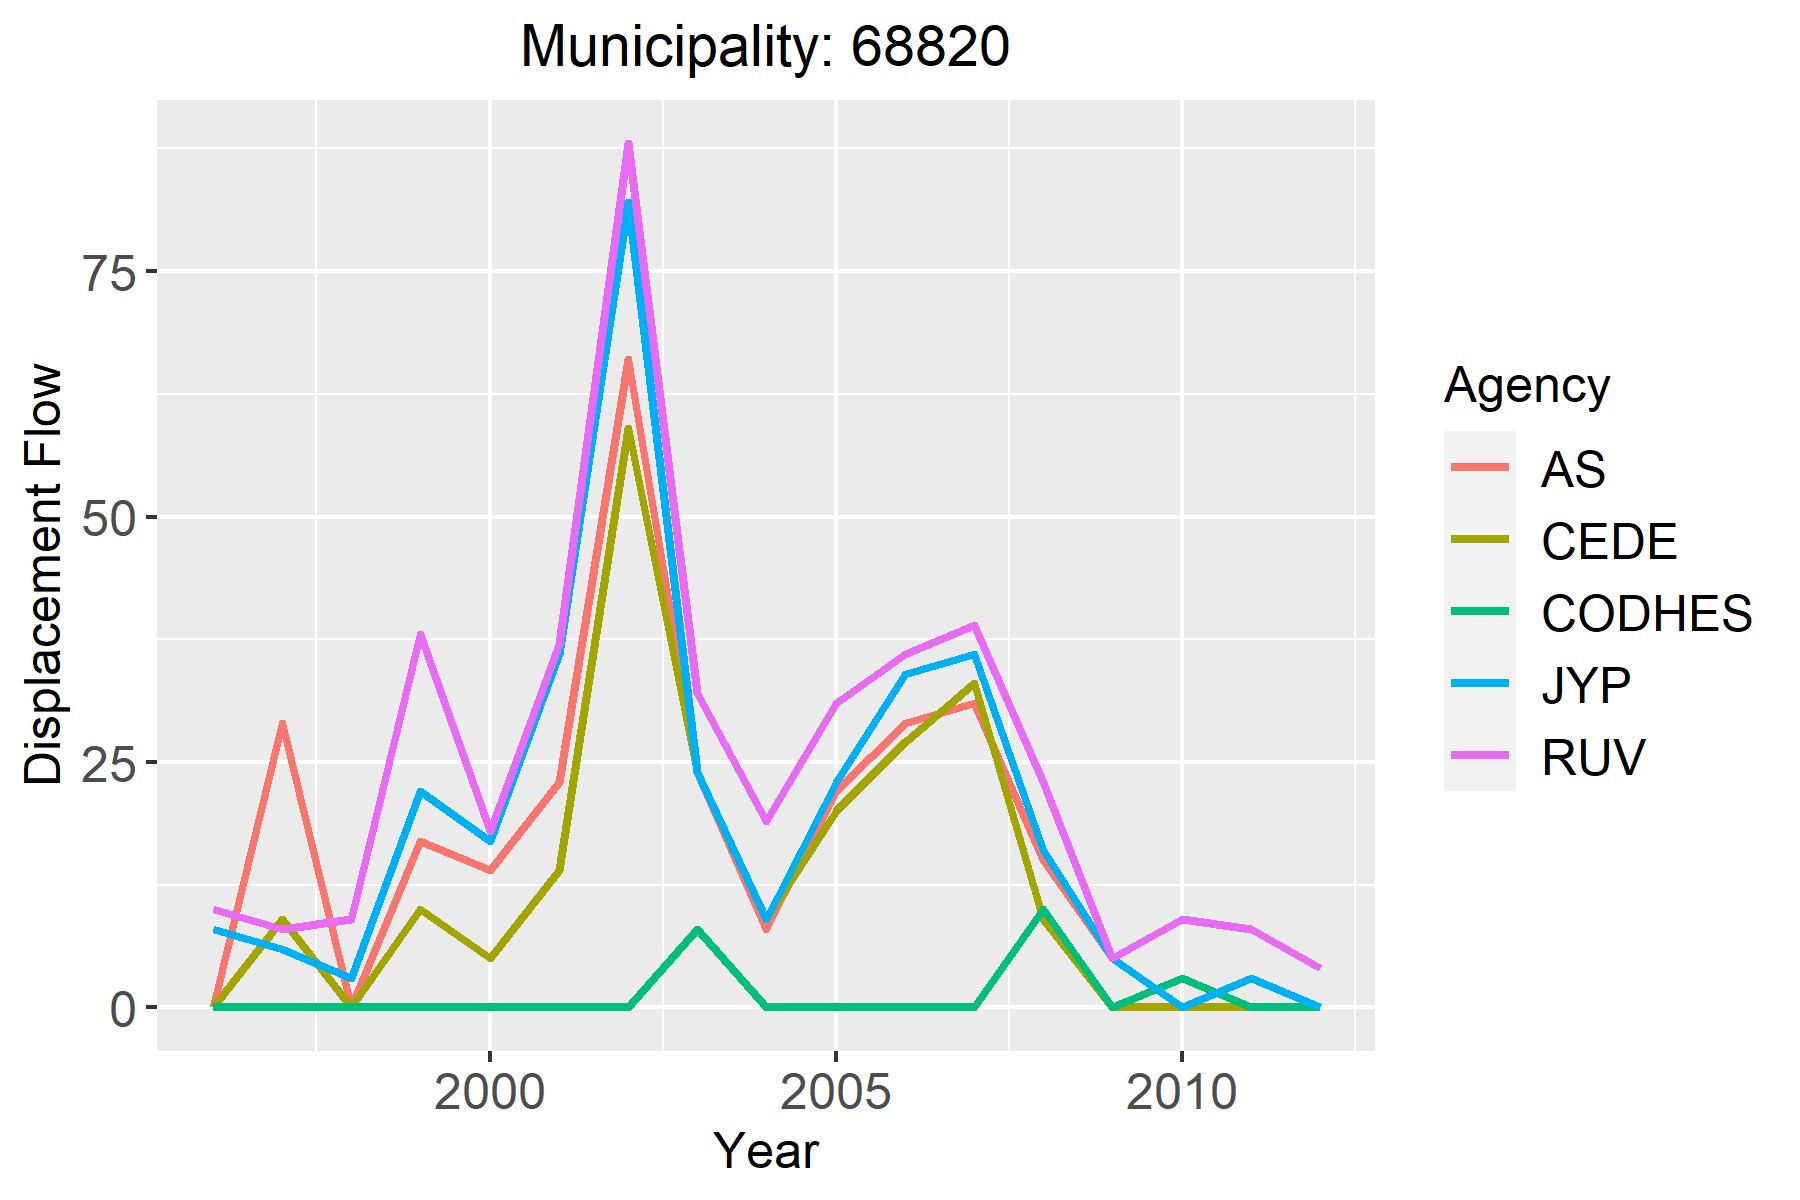 Municipality: 68820
Displacement Flow
75
50
25
0
2000 2005 2010
Year
Agency
AS
CEDE
CODHES
JYP
RUV